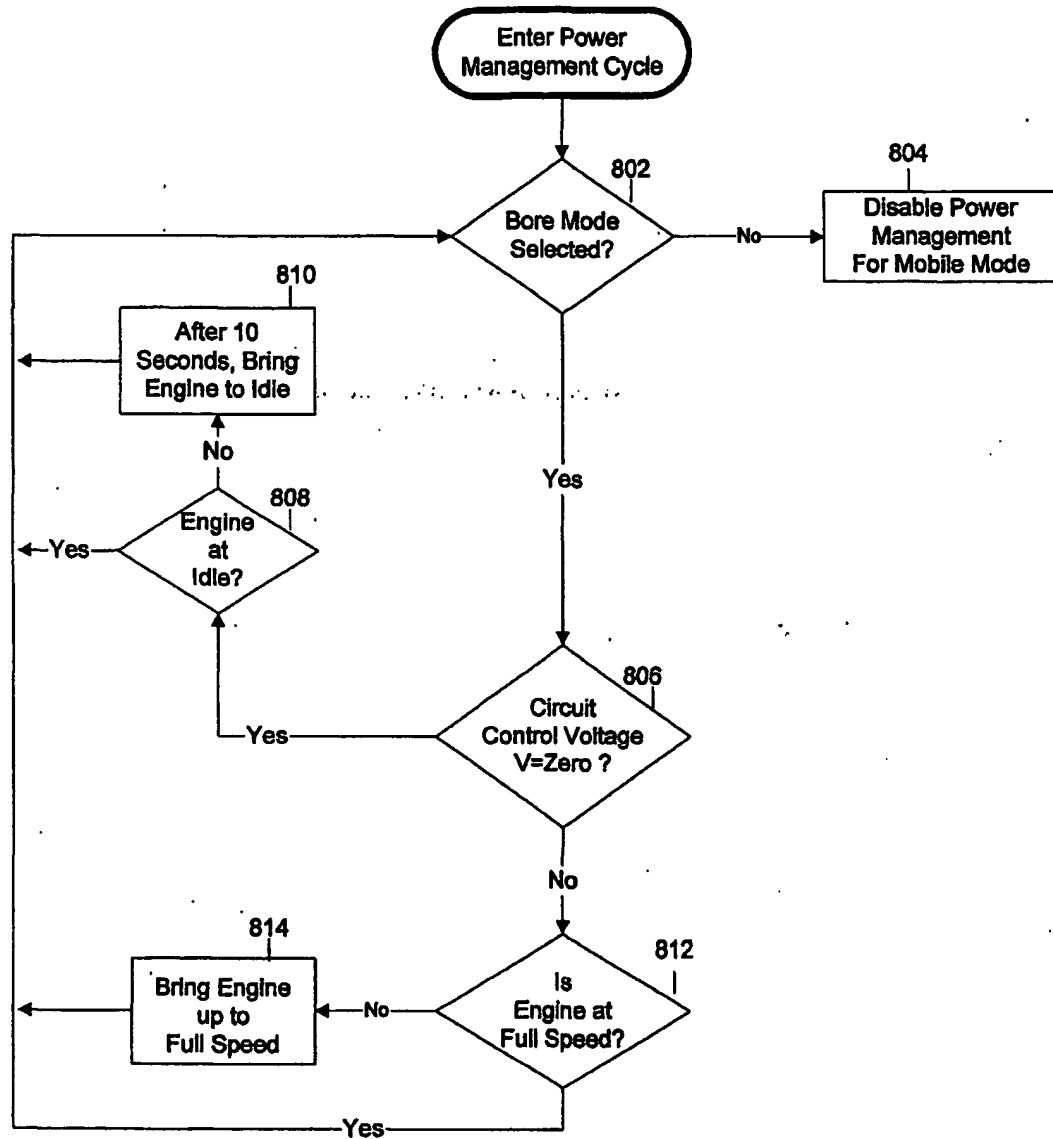 Enter Power
Management Cycle
802
Bore Mode
Selected?
No
804
Disable Power
Management
For Mobile Mode
810
After 10
Seconds, Bring
Engine to Idle
No
Yes
808
Engine
at
Idle?
Yes
806
Circuit
Control Voltage
V=Zero ?
Yes
No
814
Bring Engine
up to
Full Speed
No
812
Is
Engine at
Full Speed?
Yes